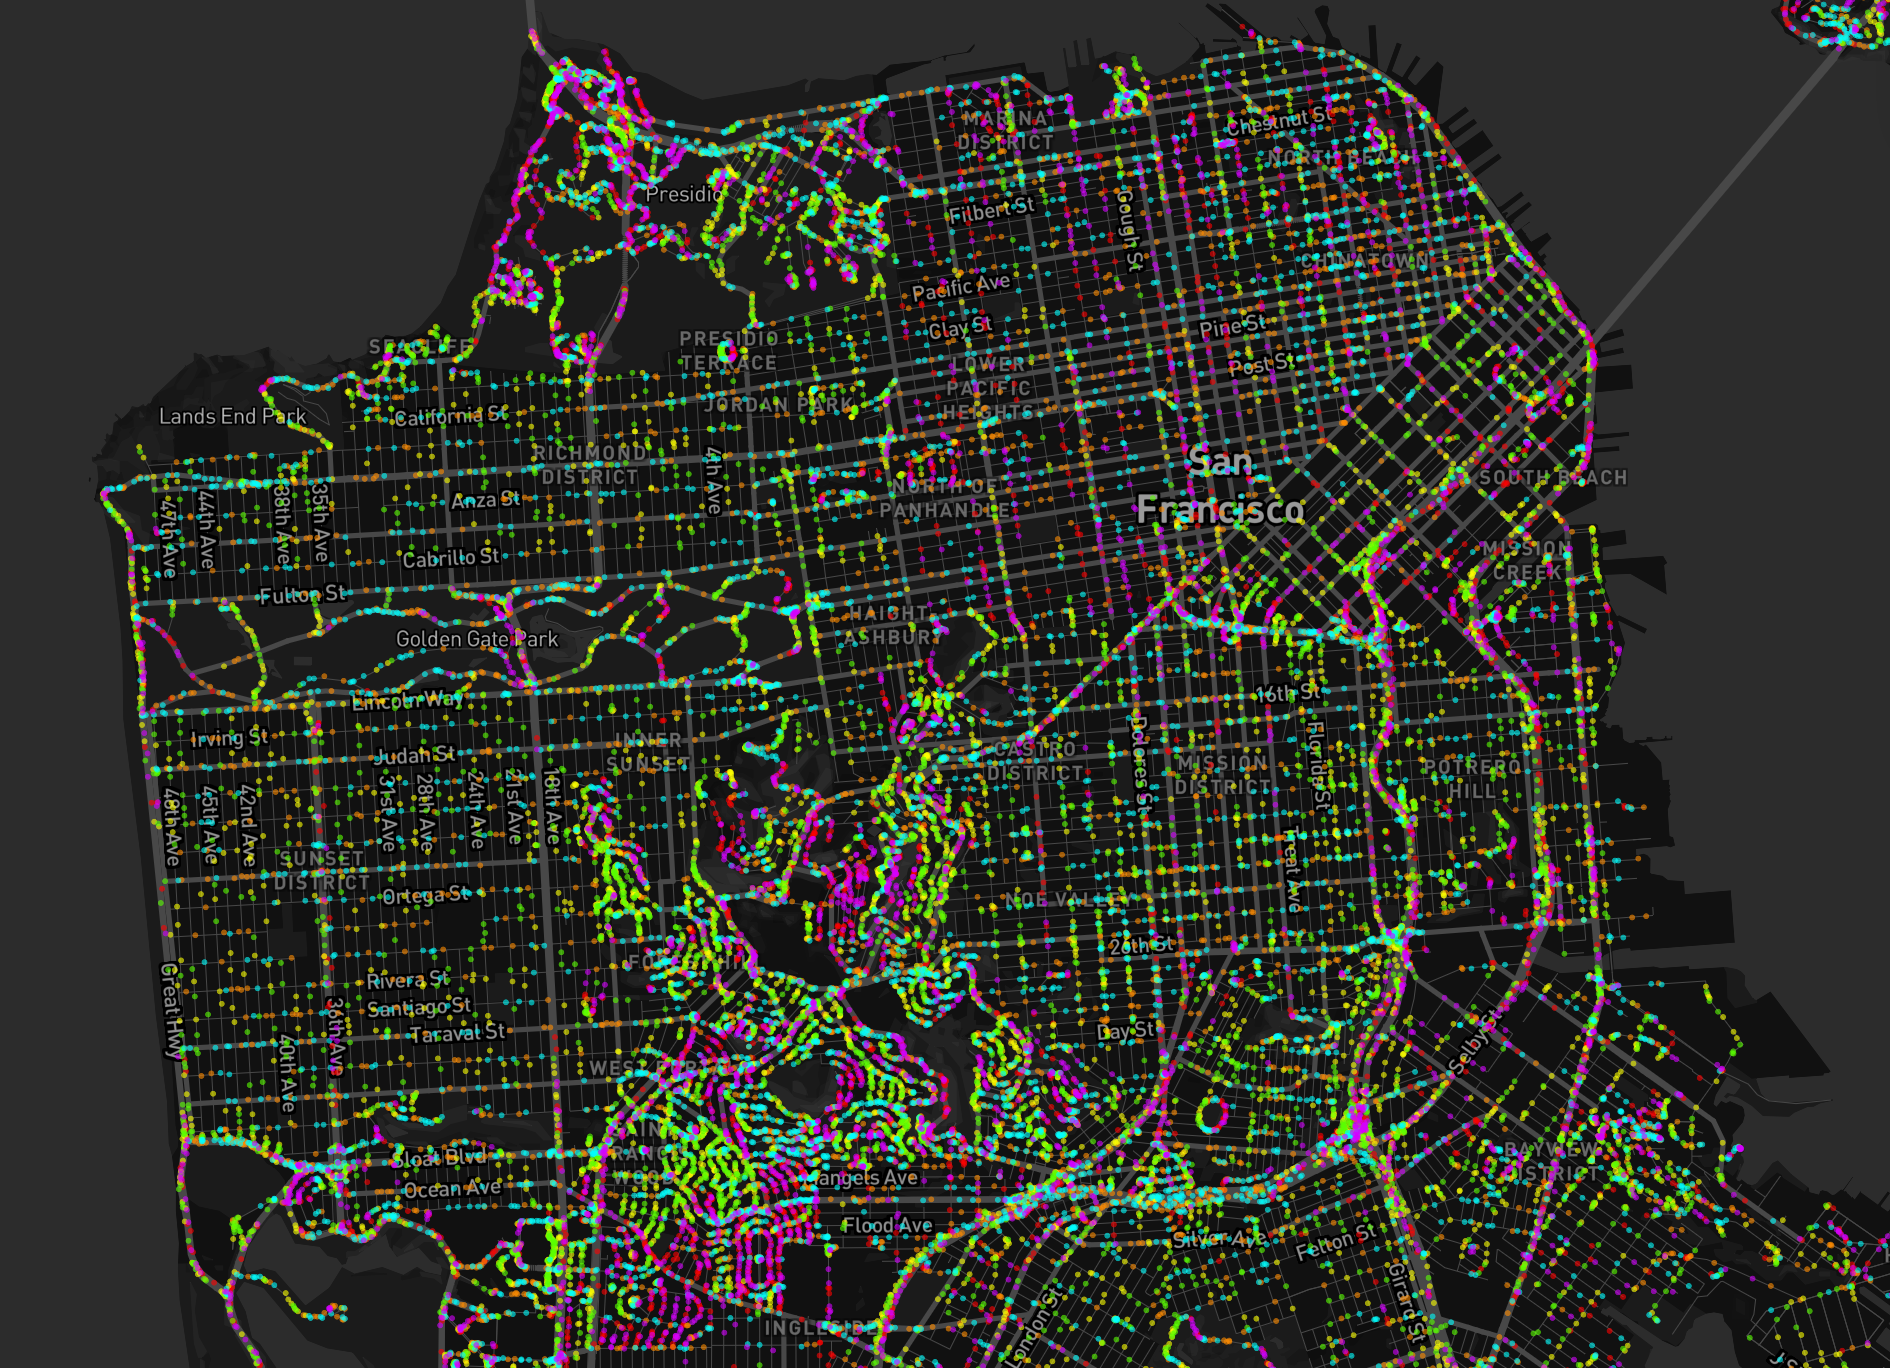 MARINA
DISTRICT
Chestnut St
NORTH BEACH
Presidio
Filbert St
Gough St
CHINATOWN
Pacific Ave
Clay St
Pine St
Post St
SEACLIFF
PRESIDIO
TERRACE
LOWER
PACIFIC
HEIGHTS
JORDAN PARK
Lands End Park
California St
RICHMOND
DISTRICT
4th Ave
San
Francisco
SOUTH BEACH
NORTH OF
PANHANDLE
47th Ave
44th Ave
38th Ave
35th Ave
Anza St
Cabrillo St
MISSION
CREEK
Fulton St
Golden Gate Park
HAIGHT
ASHBURY
Lincoln Way
16th St
Irving St
Judah St
INNER
SUNSET
CASTRO
DISTRICT
Dolores St
MISSION
DISTRICT
Florida St
POTRERO
HILL
48th Ave
45th Ave
42nd Ave
31st Ave
28th Ave
24th Ave
21st Ave
18th Ave
SUNSET
DISTRICT
Ortega St
Treat Ave
NOE VALLEY
26th St
Great Hwy
Rivera St
Santiago St
Taraval St
36th Ave
40th Ave
Day St
Selby St
Sloat Blvd
Ocean Ave
Mangels Ave
Flood Ave
BAYVIEW
DISTRICT
Silver Ave
Felton St
Girard St
London St
INGLESIDE